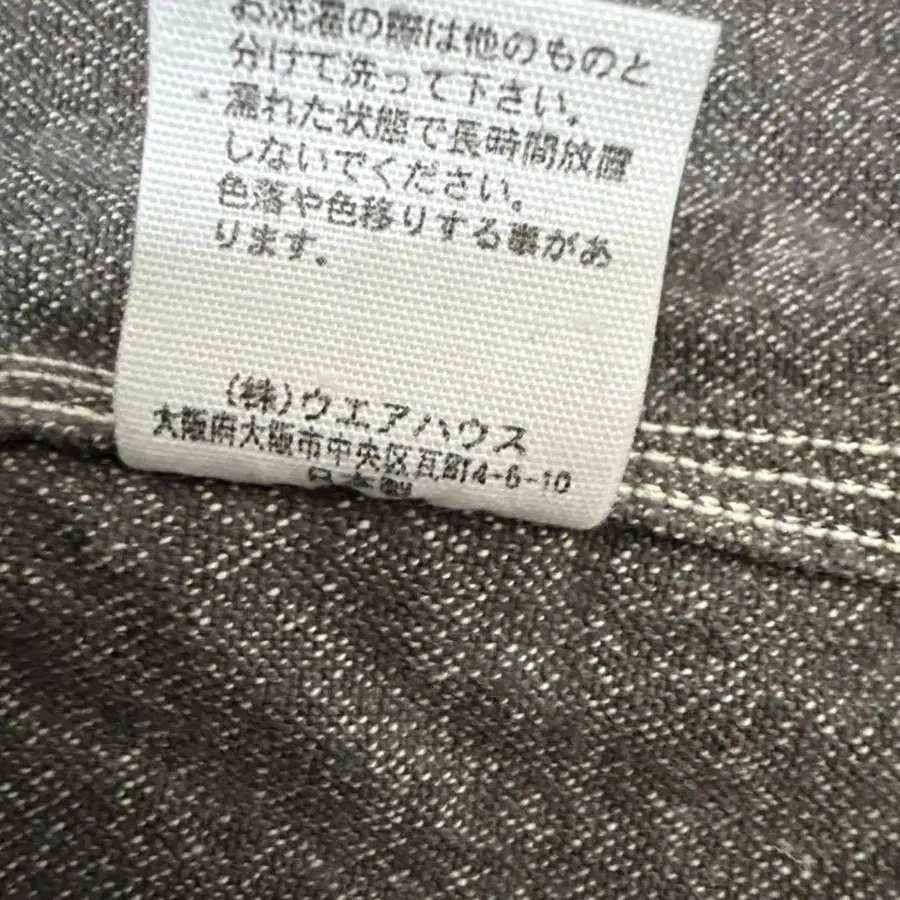 お洗濯の際は他のものと
分けて洗って下さい。
濡れた状態で長時間放置
しないでください。
色落や色移りする事があ
ります。
(株)ウエアハウス
大阪府大阪市中央区瓦町4-6-10
日本製